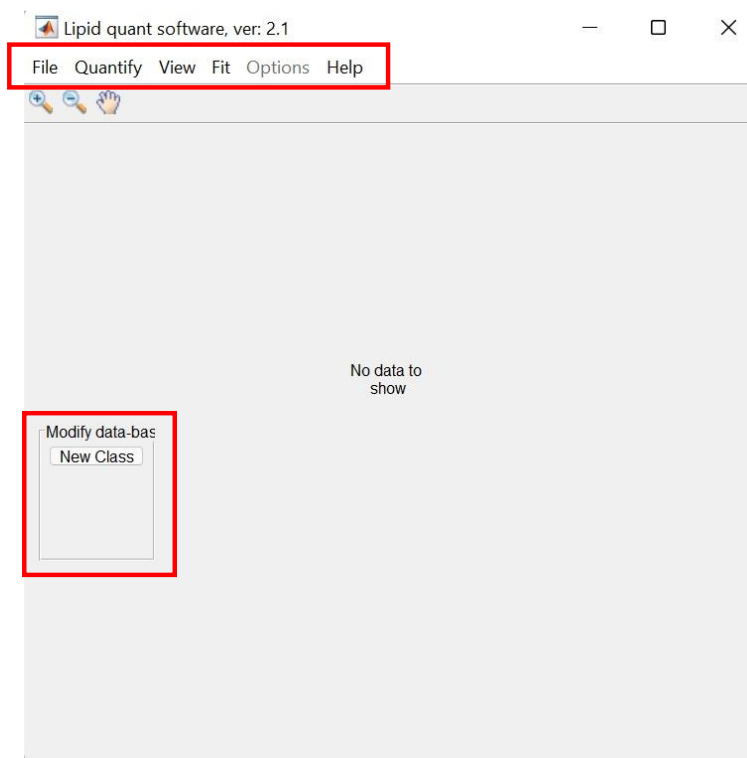 Lipid quant software, ver: 2.1
File Quantify View Fit Options Help
No data to
show
Modify data-bas
New Class